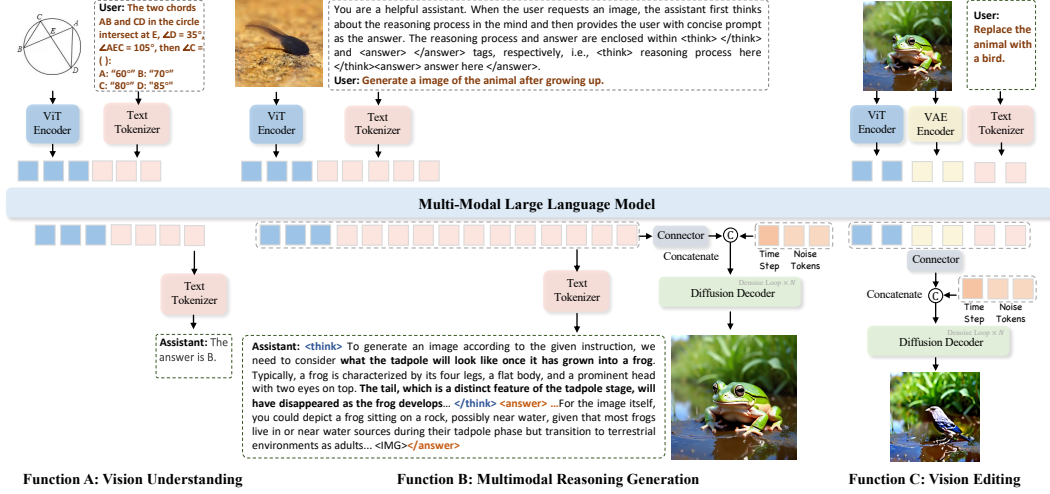 C
A
E
B
D
User: The two chords
AB and CD in the circle
intersect at E, ∠D = 35°,
∠AEC = 105°, then ∠C =
( ):
A: “60°” B: “70°”
C: “80°” D: "85°”
You are a helpful assistant. When the user requests an image, the assistant first thinks
about the reasoning process in the mind and then provides the user with concise prompt
as the answer. The reasoning process and answer are enclosed within <think> </think>
and <answer> </answer> tags, respectively, i.e., <think> reasoning process here
</think><answer> answer here </answer>.
User: Generate a image of the animal after growing up.
User:
Replace the
animal with
a bird.
ViT
Encoder
Text
Tokenizer
ViT
Encoder
Text
Tokenizer
ViT
Encoder
VAE
Encoder
Text
Tokenizer
Multi-Modal Large Language Model
Connector
C
Concatenate
Time
Step
Noise
Tokens
Connector
Text
Tokenizer
Text
Tokenizer
Denoise Loop × N
Diffusion Decoder
Concatenate
C
Time
Step
Noise
Tokens
Denoise Loop × N
Diffusion Decoder
Assistant: The
answer is B.
Assistant: <think> To generate an image according to the given instruction, we
need to consider what the tadpole will look like once it has grown into a frog.
Typically, a frog is characterized by its four legs, a flat body, and a prominent head
with two eyes on top. The tail, which is a distinct feature of the tadpole stage, will
have disappeared as the frog develops… </think> <answer> …For the image itself,
you could depict a frog sitting on a rock, possibly near water, given that most frogs
live in or near water sources during their tadpole phase but transition to terrestrial
environments as adults... <IMG></answer>
Function A: Vision Understanding
Function B: Multimodal Reasoning Generation
Function C: Vision Editing